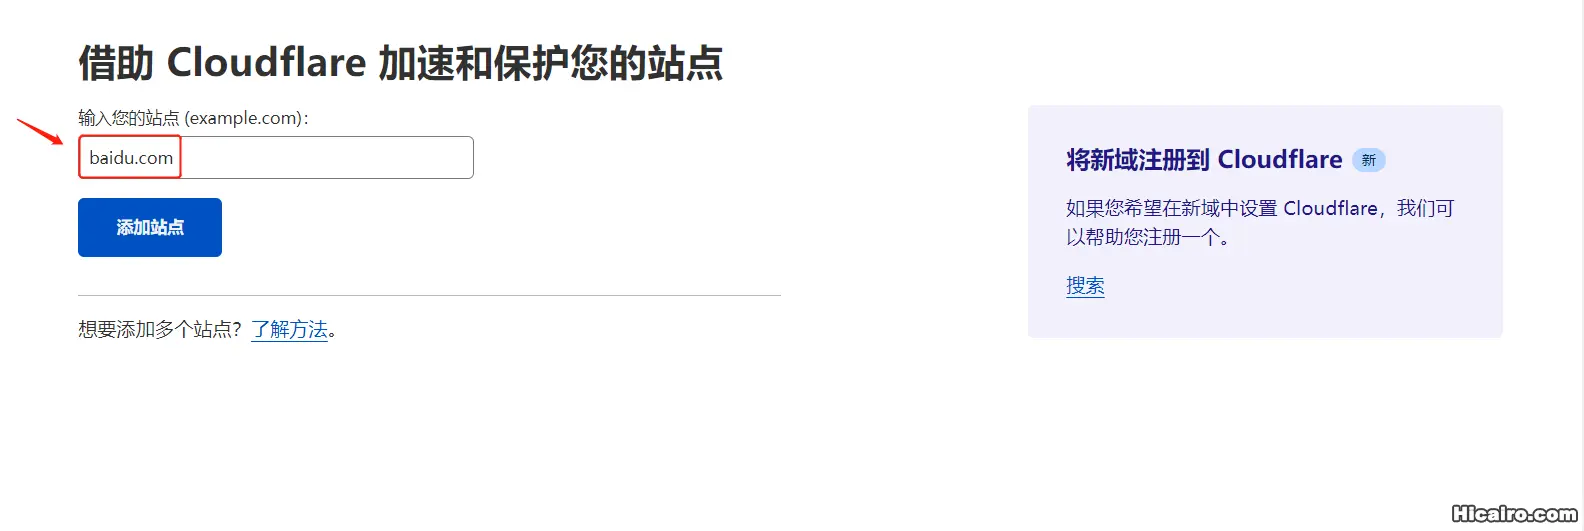 借助 Cloudflare 加速和保护您的站点
输入您的站点 (example.com)：
baidu.com
添加站点
想要添加多个站点？了解方法。
将新域注册到 Cloudflare 新
如果您希望在新域中设置 Cloudflare，我们可
以帮助您注册一个。
搜索
Hicairo.com